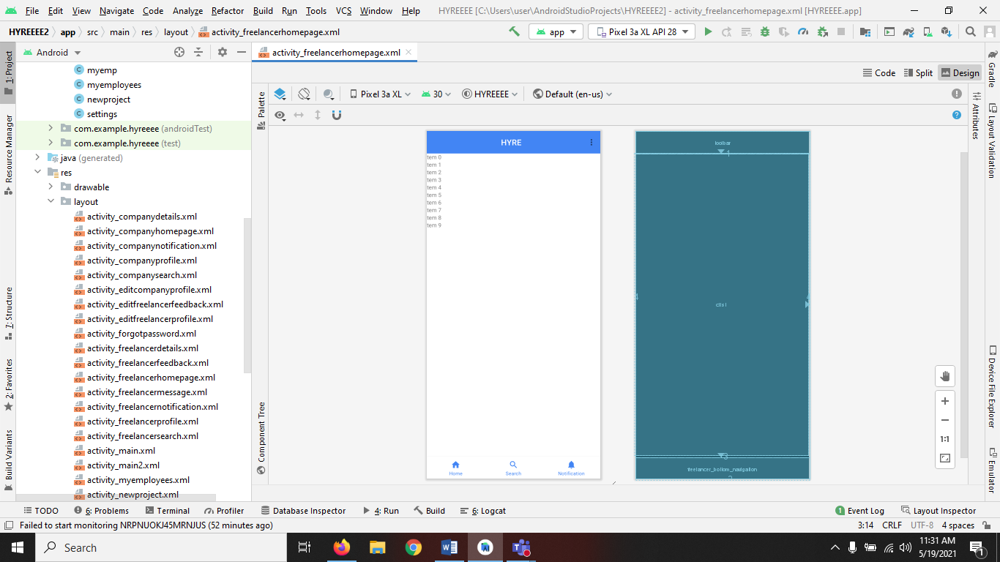 File Edit View Navigate Code Analyze Refactor Build Run Tools VCS Window Help HYREEEE [C:\Users\user\AndroidStudioProjects\HYREEEE2] - activity_freelancerhomepage.xml [HYREEEE.app]
HYREEEE2 app src main res layout activity_freelancerhomepage.xml app Pixel 3a XL API 28
1: Project
Resource Manager
7: Structure
2: Favorites
Build Variants
Android
myemp
myemployees
newproject
settings
com.example.hyreeee (androidTest)
com.example.hyreeee (test)
java (generated)
res
drawable
layout
activity_companydetails.xml
activity_companyhomepage.xml
activity_companynotification.xml
activity_companyprofile.xml
activity_companysearch.xml
activity_editcompanyprofile.xml
activity_editfreelancerfeedback.xml
activity_editfreelancerprofile.xml
activity_forgotpassword.xml
activity_freelancerdetails.xml
activity_freelancerfeedback.xml
activity_freelancerhomepage.xml
activity_freelancermessage.xml
activity_freelancernotification.xml
activity_freelancerprofile.xml
activity_freelancersearch.xml
activity_main.xml
activity_main2.xml
activity_myemployees.xml
activity_newproject.xml
activity_freelancerhomepage.xml
Code Split Design
Palette
Component Tree
Pixel 3a XL 30 HYREEEE Default (en-us)
HYRE
tem 0
tem 1
tem 2
tem 3
tem 4
tem 5
tem 6
tem 7
tem 8
tem 9
Home Search Notification
toolbar
1
4
3
freelancer_bottom_navigation
1:1
Attributes
Gradle
Layout Validation
Device File Explorer
Emulator
TODO 6: Problems Terminal Profiler Database Inspector 4: Run Build 6: Logcat 1 Event Log Layout Inspector
Failed to start monitoring NRPNUOKJ45MRNJUS (52 minutes ago) 3:14 CRLF UTF-8 4 spaces
Search
11:31 AM
5/19/2021
1